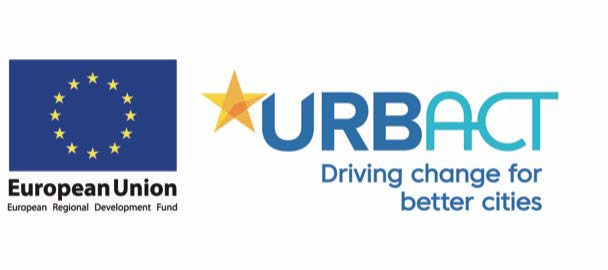 European Union
European Regional Development Fund
URBACT
Driving change for
better cities